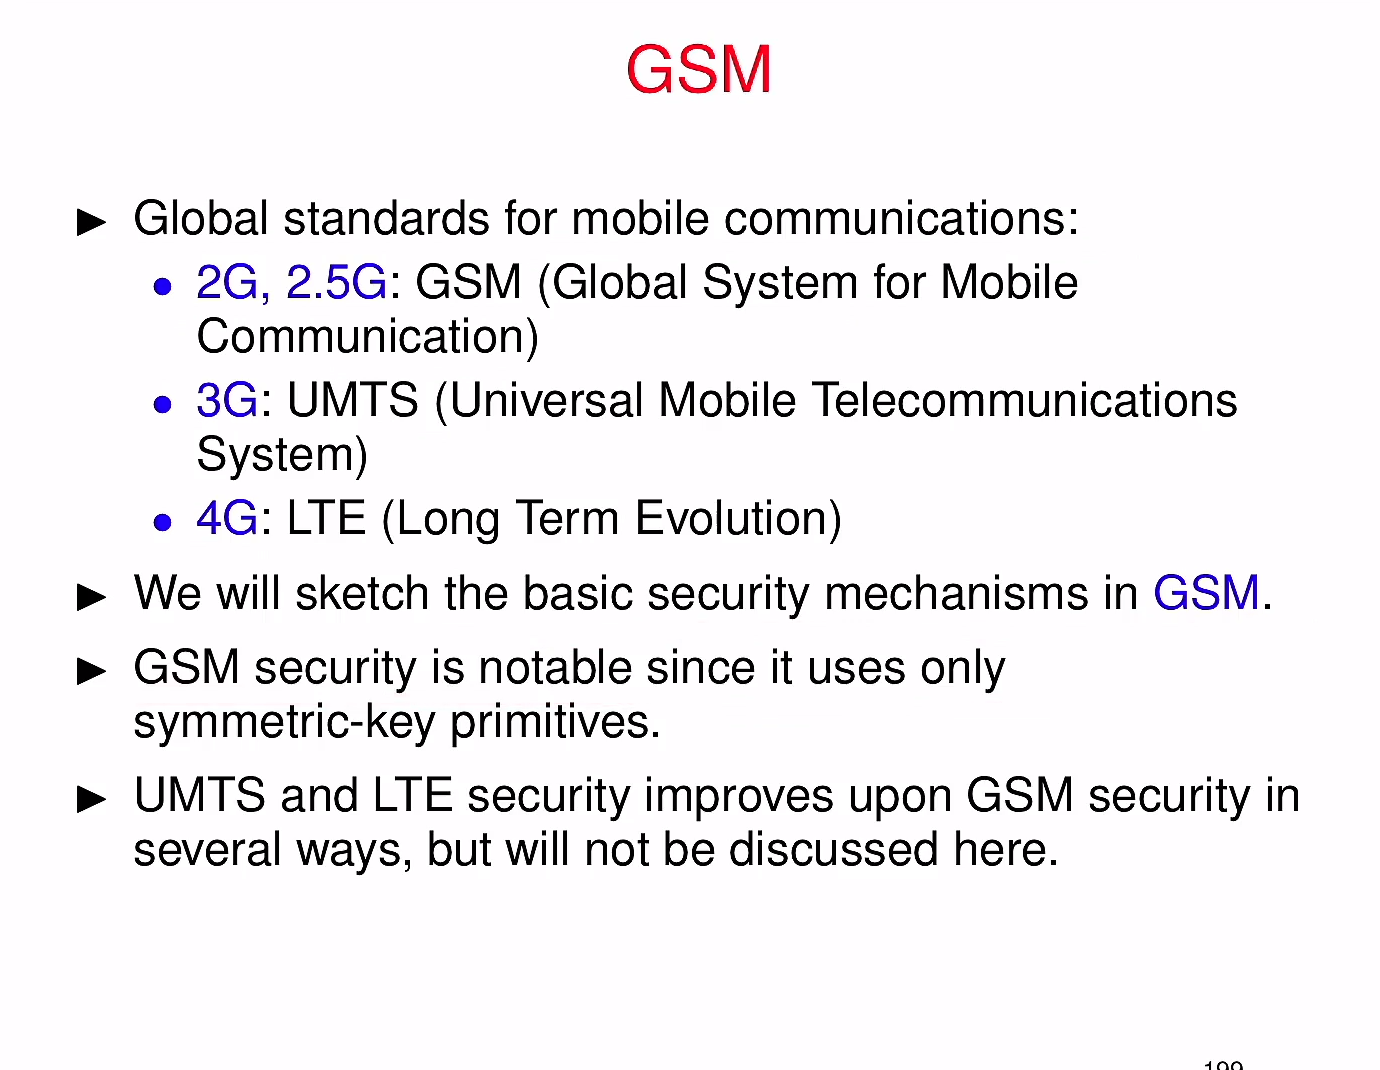 GSM
▶ Global standards for mobile communications:
• 2G, 2.5G: GSM (Global System for Mobile
Communication)
• 3G: UMTS (Universal Mobile Telecommunications
System)
• 4G: LTE (Long Term Evolution)
▶ We will sketch the basic security mechanisms in GSM.
▶ GSM security is notable since it uses only
symmetric-key primitives.
▶ UMTS and LTE security improves upon GSM security in
several ways, but will not be discussed here.